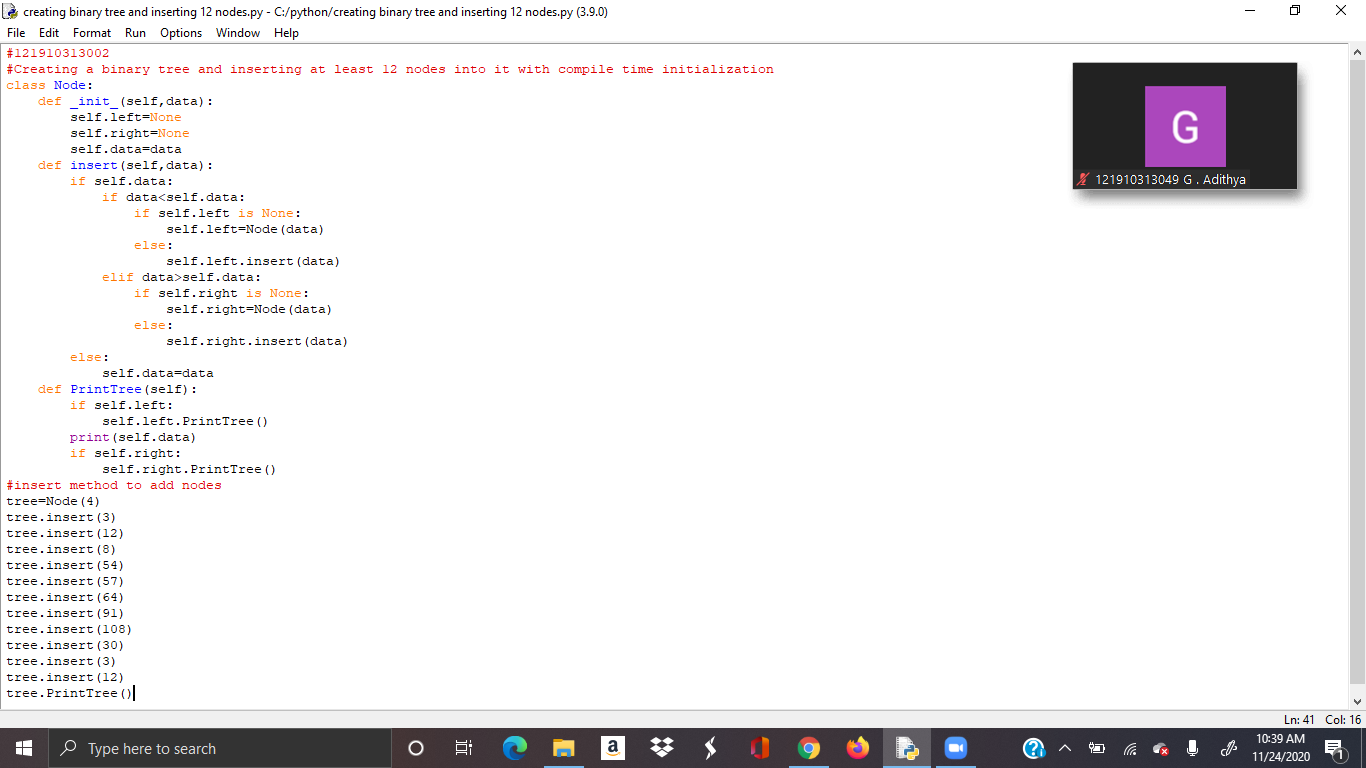 creating binary tree and inserting 12 nodes.py - C:/python/creating binary tree and inserting 12 nodes.py (3.9.0)
File Edit Format Run Options Window Help
#121910313002
#Creating a binary tree and inserting at least 12 nodes into it with compile time initialization
class Node:
    def _init_(self,data):
        self.left=None
        self.right=None
        self.data=data
    def insert(self,data):
        if self.data:
            if data<self.data:
                if self.left is None:
                    self.left=Node(data)
                else:
                    self.left.insert(data)
            elif data>self.data:
                if self.right is None:
                    self.right=Node(data)
                else:
                    self.right.insert(data)
        else:
            self.data=data
    def PrintTree(self):
        if self.left:
            self.left.PrintTree()
        print(self.data)
        if self.right:
            self.right.PrintTree()
#insert method to add nodes
tree=Node(4)
tree.insert(3)
tree.insert(12)
tree.insert(8)
tree.insert(54)
tree.insert(57)
tree.insert(64)
tree.insert(91)
tree.insert(108)
tree.insert(30)
tree.insert(3)
tree.insert(12)
tree.PrintTree()
G
121910313049 G . Adithya
Ln: 41 Col: 16
Type here to search
a
10:39 AM
11/24/2020
1